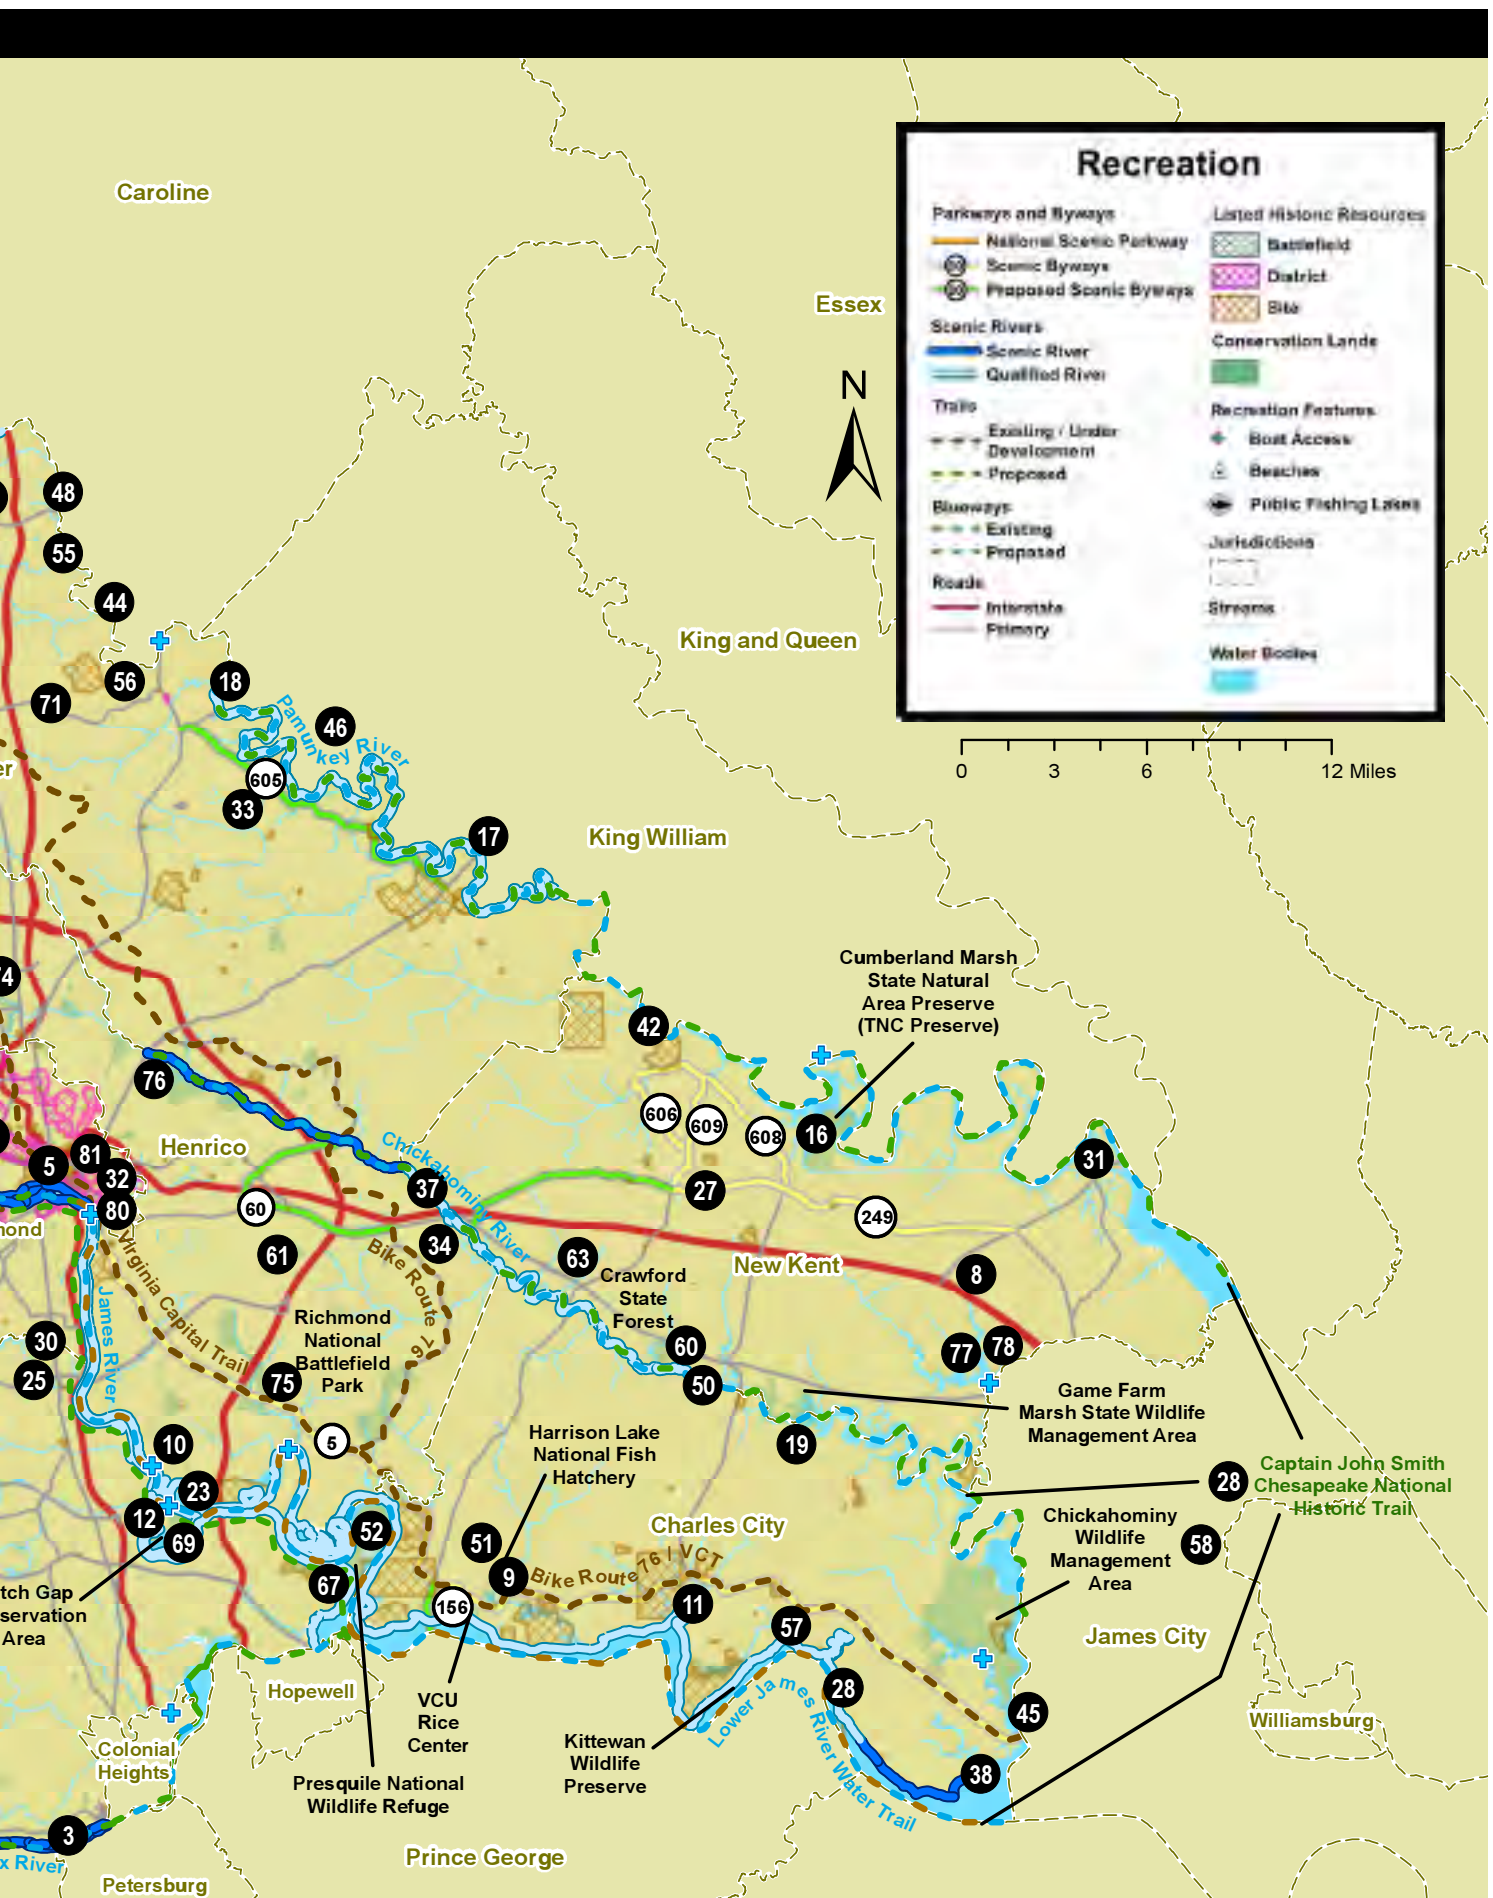 Caroline
Essex
King and Queen
King William
N
Recreation
Parkways and Byways
National Scenic Parkway
Scenic Byways
Proposed Scenic Byways
Scenic Rivers
Scenic River
Qualified River
Trails
Existing / Under
Development
Proposed
Blueways
Existing
Proposed
Roads
Interstate
Primary
Listed Historic Resources
Battlefield
District
Site
Conservation Lands
Recreation Features
Boat Access
Beaches
Public Fishing Lakes
Jurisdictions
Streams
Water Bodies
0
3
6
12 Miles
48
55
44
56
71
18
46
Pamunkey River
er
605
33
17
74
42
Cumberland Marsh
State Natural
Area Preserve
(TNC Preserve)
76
606
609
608
16
31
Henrico
Chickahominy River
5
81
32
80
60
37
27
249
mond
61
34
63
New Kent
8
Virginia Capital Trail
Bike Route 76
Crawford
State
Forest
James River
Richmond
National
Battlefield
Park
30
25
75
60
50
77
78
Game Farm
Marsh State Wildlife
Management Area
10
5
19
Harrison Lake
National Fish
Hatchery
23
12
69
28
Captain John Smith
Chesapeake National
Historic Trail
52
51
Charles City
Chickahominy
Wildlife
Management
Area
58
67
9
Bike Route 76 / VCT
tch Gap
servation
Area
156
11
57
James City
Hopewell
VCU
Rice
Center
28
45
Williamsburg
Lower James River Water Trail
Kittewan
Wildlife
Preserve
Colonial
Heights
Presquile National
Wildlife Refuge
38
3
x River
Prince George
Petersburg